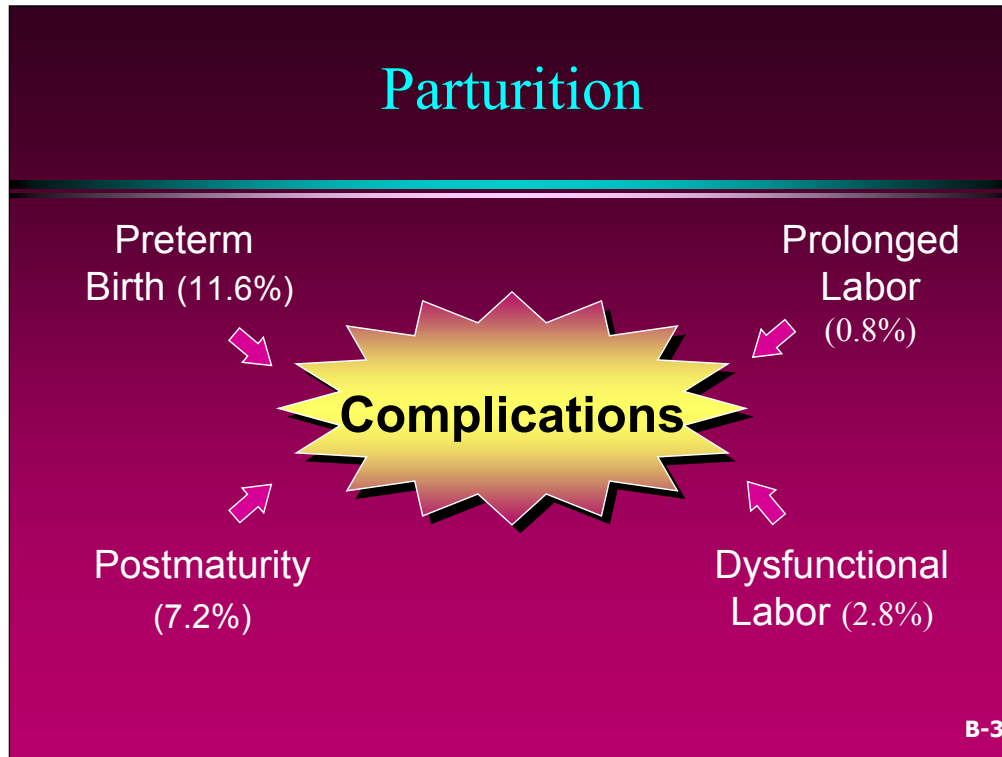 Parturition
Preterm
Birth (11.6%)
Prolonged
Labor
(0.8%)
Complications
Postmaturity
(7.2%)
Dysfunctional
Labor (2.8%)
B-3